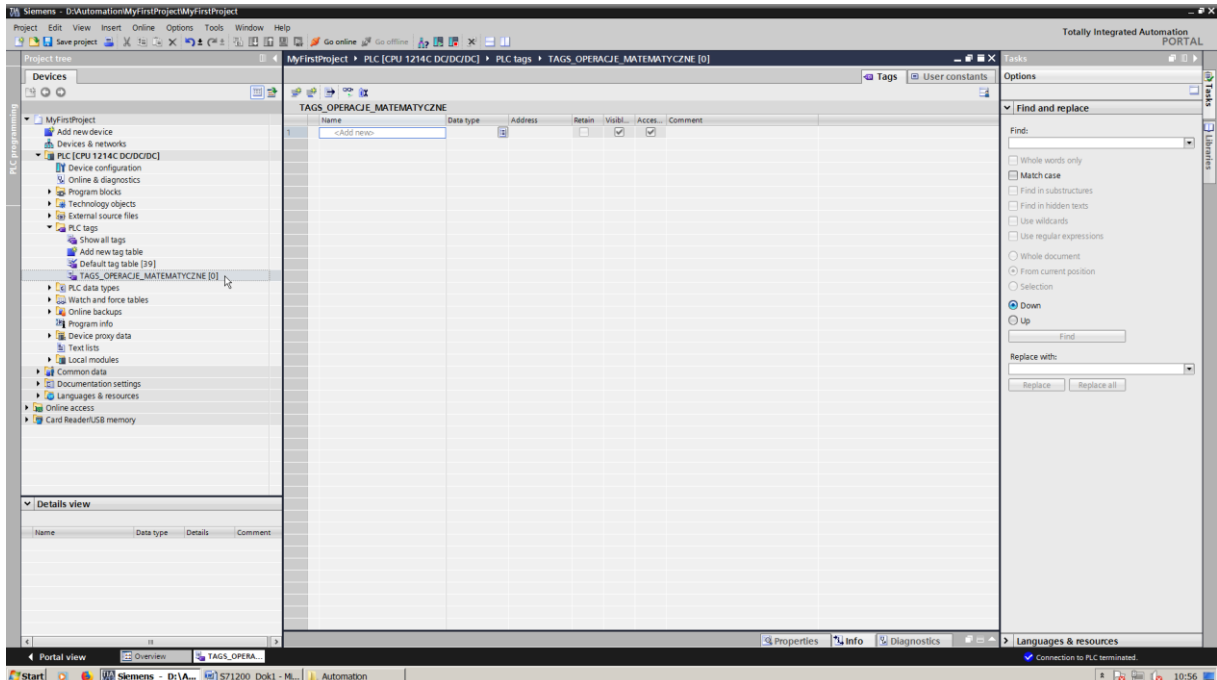 Siemens - D:\Automation\MyFirstProject\MyFirstProject
Project Edit View Insert Online Options Tools Window Help
Save project Go online Go offline
Totally Integrated Automation
PORTAL
Project tree
Devices
PLC programming
MyFirstProject
Add new device
Devices & networks
PLC [CPU 1214C DC/DC/DC]
Device configuration
Online & diagnostics
Program blocks
Technology objects
External source files
PLC tags
Show all tags
Add new tag table
Default tag table [39]
TAGS_OPERACJE_MATEMATYCZNE [0]
PLC data types
Watch and force tables
Online backups
Program info
Device proxy data
Text lists
Local modules
Common data
Documentation settings
Languages & resources
Online access
Card Reader/USB memory
Details view
Name Data type Details Comment
MyFirstProject PLC [CPU 1214C DC/DC/DC] PLC tags TAGS_OPERACJE_MATEMATYCZNE [0]
Tags User constants
TAGS_OPERACJE_MATEMATYCZNE
Name Data type Address Retain Visibl... Acces... Comment
1 <Add new>
Properties Info Diagnostics
Tasks
Options
Find and replace
Find:
Whole words only
Match case
Find in substructures
Find in hidden texts
Use wildcards
Use regular expressions
Whole document
From current position
Selection
Down
Up
Find
Replace with:
Replace Replace all
Languages & resources
Tasks
Libraries
Portal view Overview TAGS_OPERA...
Connection to PLC terminated.
Start Siemens - D:\A... S71200_Dok1 - Mi... Automation 10:56